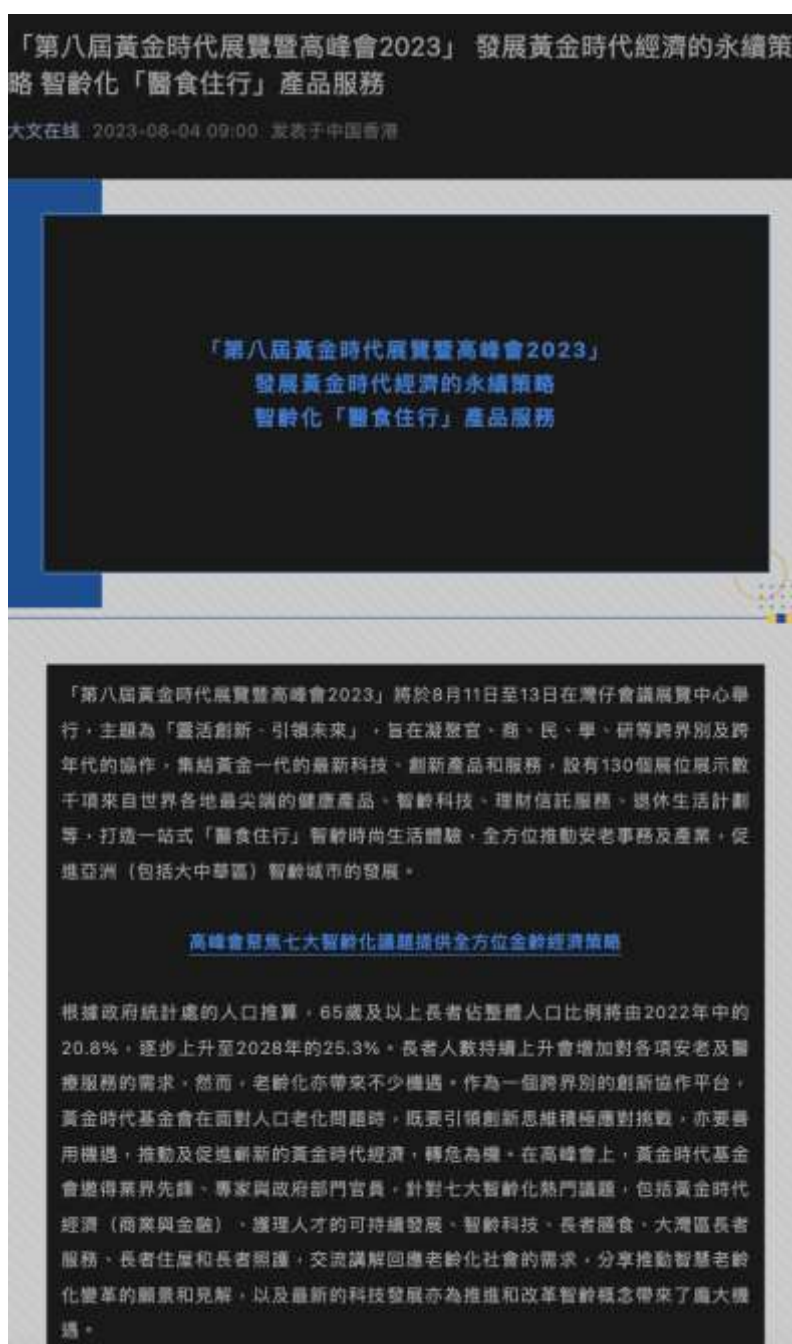 「第八屆黃金時代展覽暨高峰會2023」 發展黃金時代經濟的永續策
略 智齡化「醫食住行」產品服務
大文在线 2023-08-04 09:00 发表于中国香港
「第八屆黃金時代展覽暨高峰會2023」
發展黃金時代經濟的永續策略
智齡化「醫食住行」產品服務
「第八屆黃金時代展覽暨高峰會2023」將於8月11日至13日在灣仔會議展覽中心舉
行，主題為「靈活創新、引領未來」，旨在凝聚官、商、民、學、研等跨界別及跨
年代的協作，集結黃金一代的最新科技、創新產品和服務，設有130個展位展示數
千項來自世界各地最尖端的健康產品、智齡科技、理財信託服務、退休生活計劃
等，打造一站式「醫食住行」智齡時尚生活體驗，全方位推動安老事務及產業，促
進亞洲（包括大中華區）智齡城市的發展。
高峰會聚焦七大智齡化議題提供全方位金齡經濟策略
根據政府統計處的人口推算，65歲及以上長者佔整體人口比例將由2022年中的
20.8%，逐步上升至2028年的25.3%。長者人數持續上升會增加對各項安老及醫
療服務的需求，然而，老齡化亦帶來不少機遇。作為一個跨界別的創新協作平台，
黃金時代基金會在面對人口老化問題時，既要引領創新思維積極應對挑戰，亦要善
用機遇，推動及促進嶄新的黃金時代經濟，轉危為機。在高峰會上，黃金時代基金
會邀得業界先鋒、專家與政府部門官員，針對七大智齡化熱門議題，包括黃金時代
經濟（商業與金融）、護理人才的可持續發展、智齡科技、長者膳食、大灣區長者
服務、長者住屋和長者照護，交流講解回應老齡化社會的需求，分享推動智慧老齡
化變革的願景和見解，以及最新的科技發展亦為推進和改革智齡概念帶來了龐大機
遇。